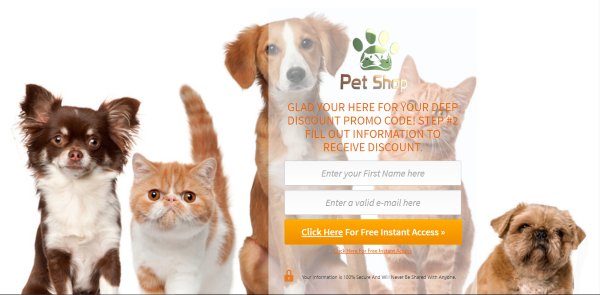 Pet Shop
GLAD YOUR HERE FOR YOUR DEEP
DISCOUNT PROMO CODE! STEP #2
FILL OUT INFORMATION TO
RECEIVE DISCOUNT.
Enter your First Name here
Enter a valid e-mail here
Click Here For Free Instant Access »
Click Here For Free Instant Access
Your Information is 100% Secure And Will Never Be Shared With Anyone.